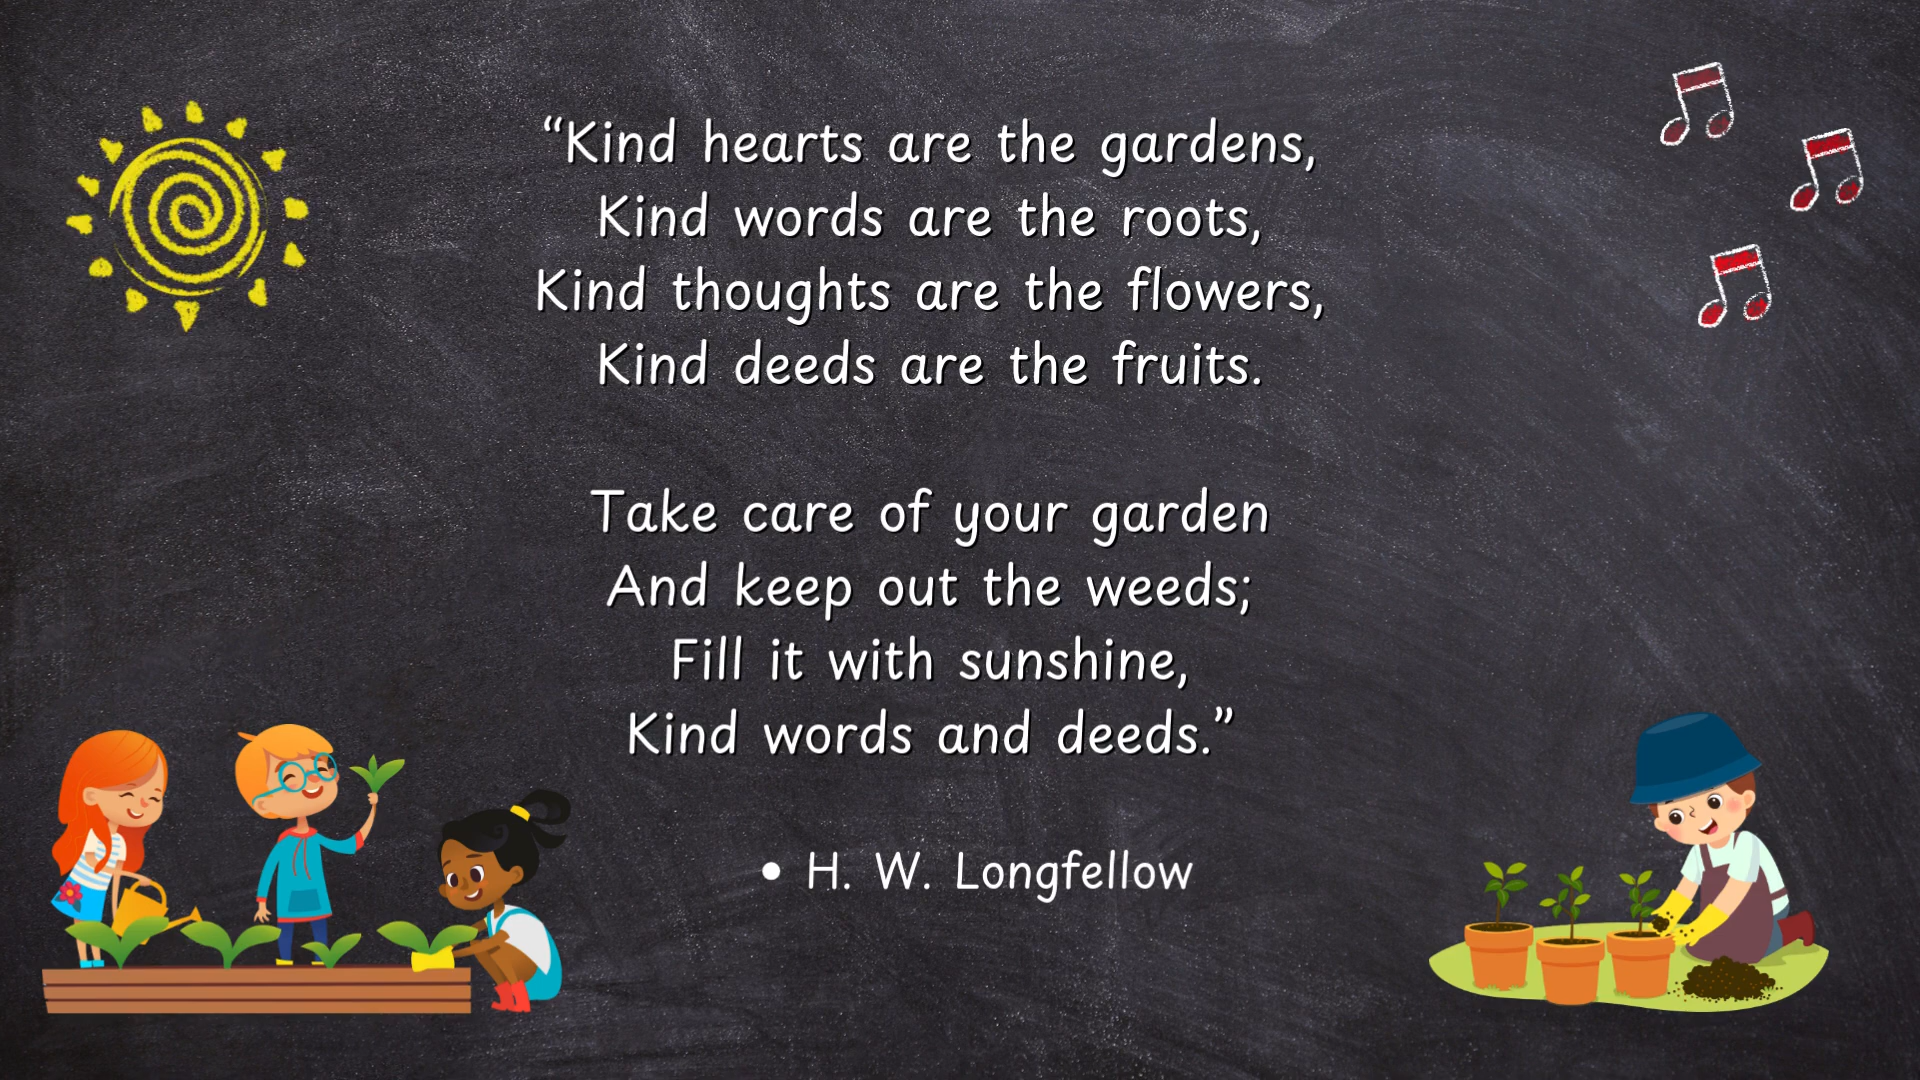 “Kind hearts are the gardens,
Kind words are the roots,
Kind thoughts are the flowers,
Kind deeds are the fruits.
Take care of your garden
And keep out the weeds;
Fill it with sunshine,
Kind words and deeds.”
• H. W. Longfellow